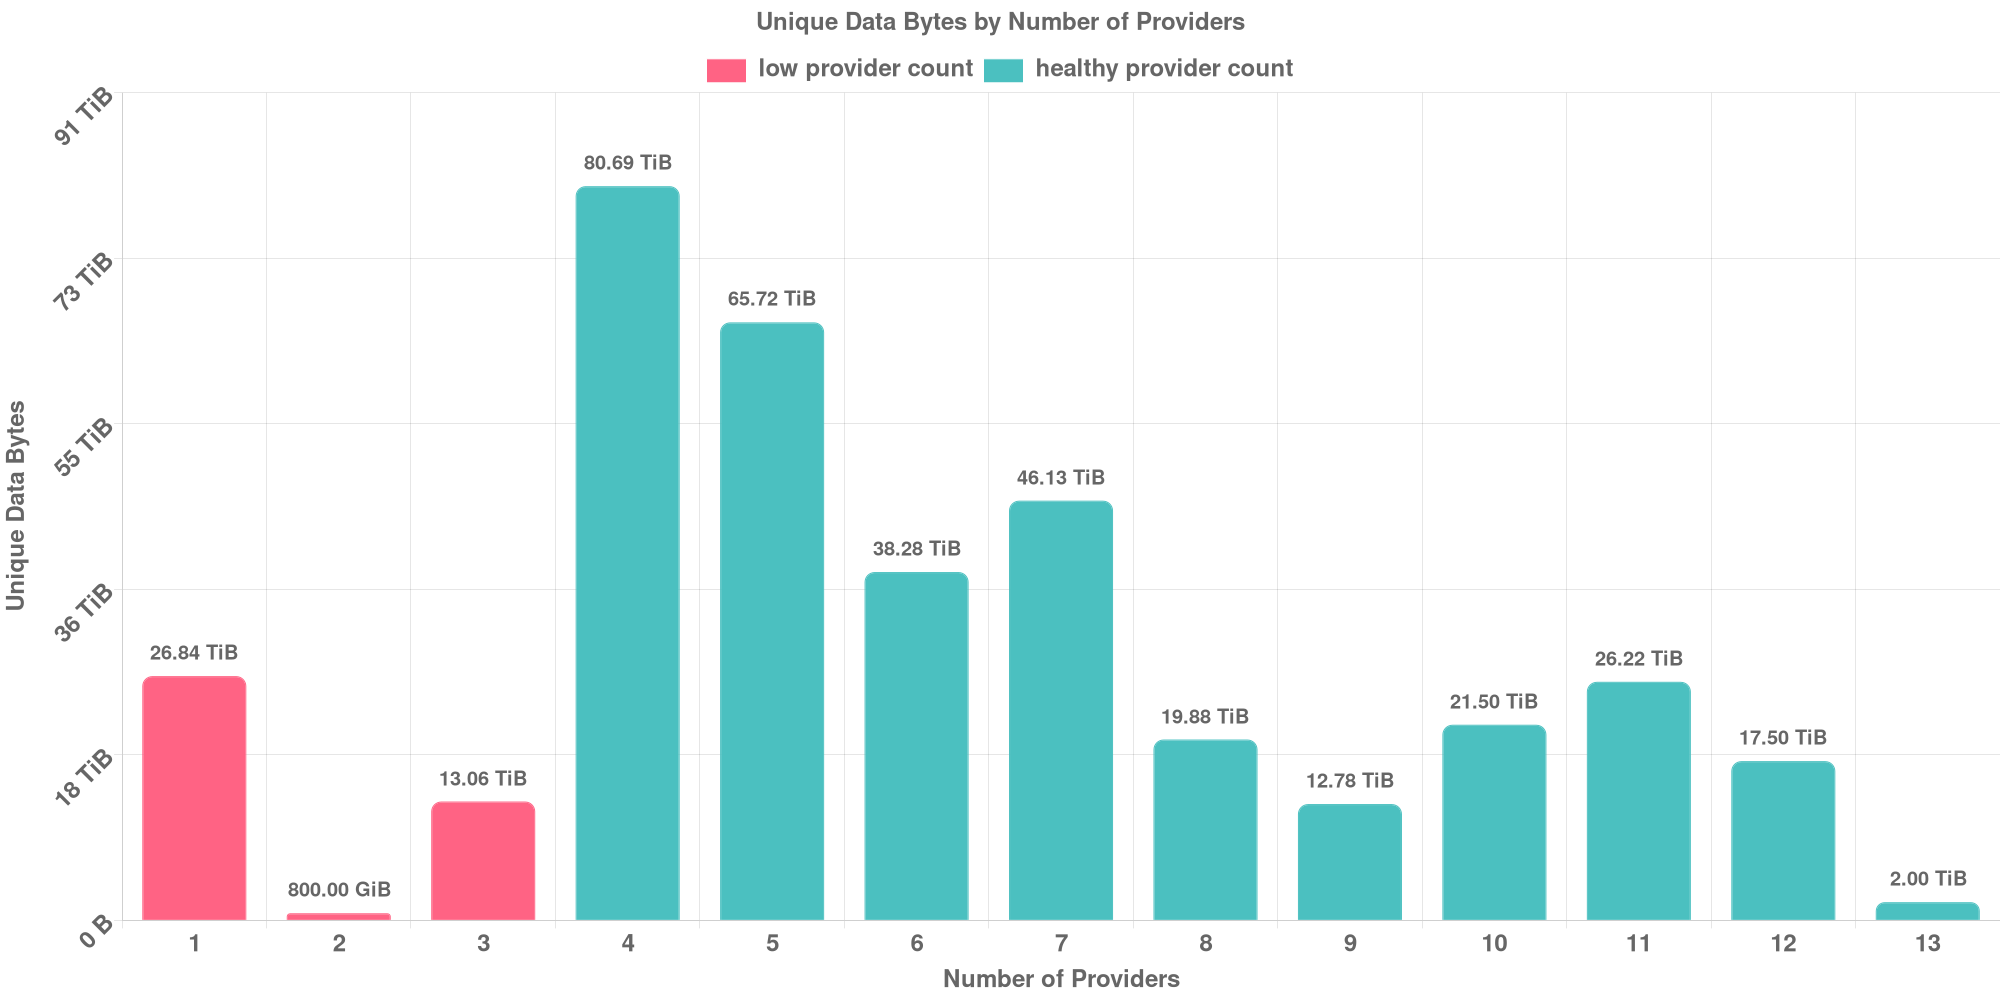 Unique Data Bytes by Number of Providers
low provider count
healthy provider count
Unique Data Bytes
91 TiB
73 TiB
55 TiB
36 TiB
18 TiB
0 B
26.84 TiB
800.00 GiB
13.06 TiB
80.69 TiB
65.72 TiB
38.28 TiB
46.13 TiB
19.88 TiB
12.78 TiB
21.50 TiB
26.22 TiB
17.50 TiB
2.00 TiB
1
2
3
4
5
6
7
8
9
10
11
12
13
Number of Providers